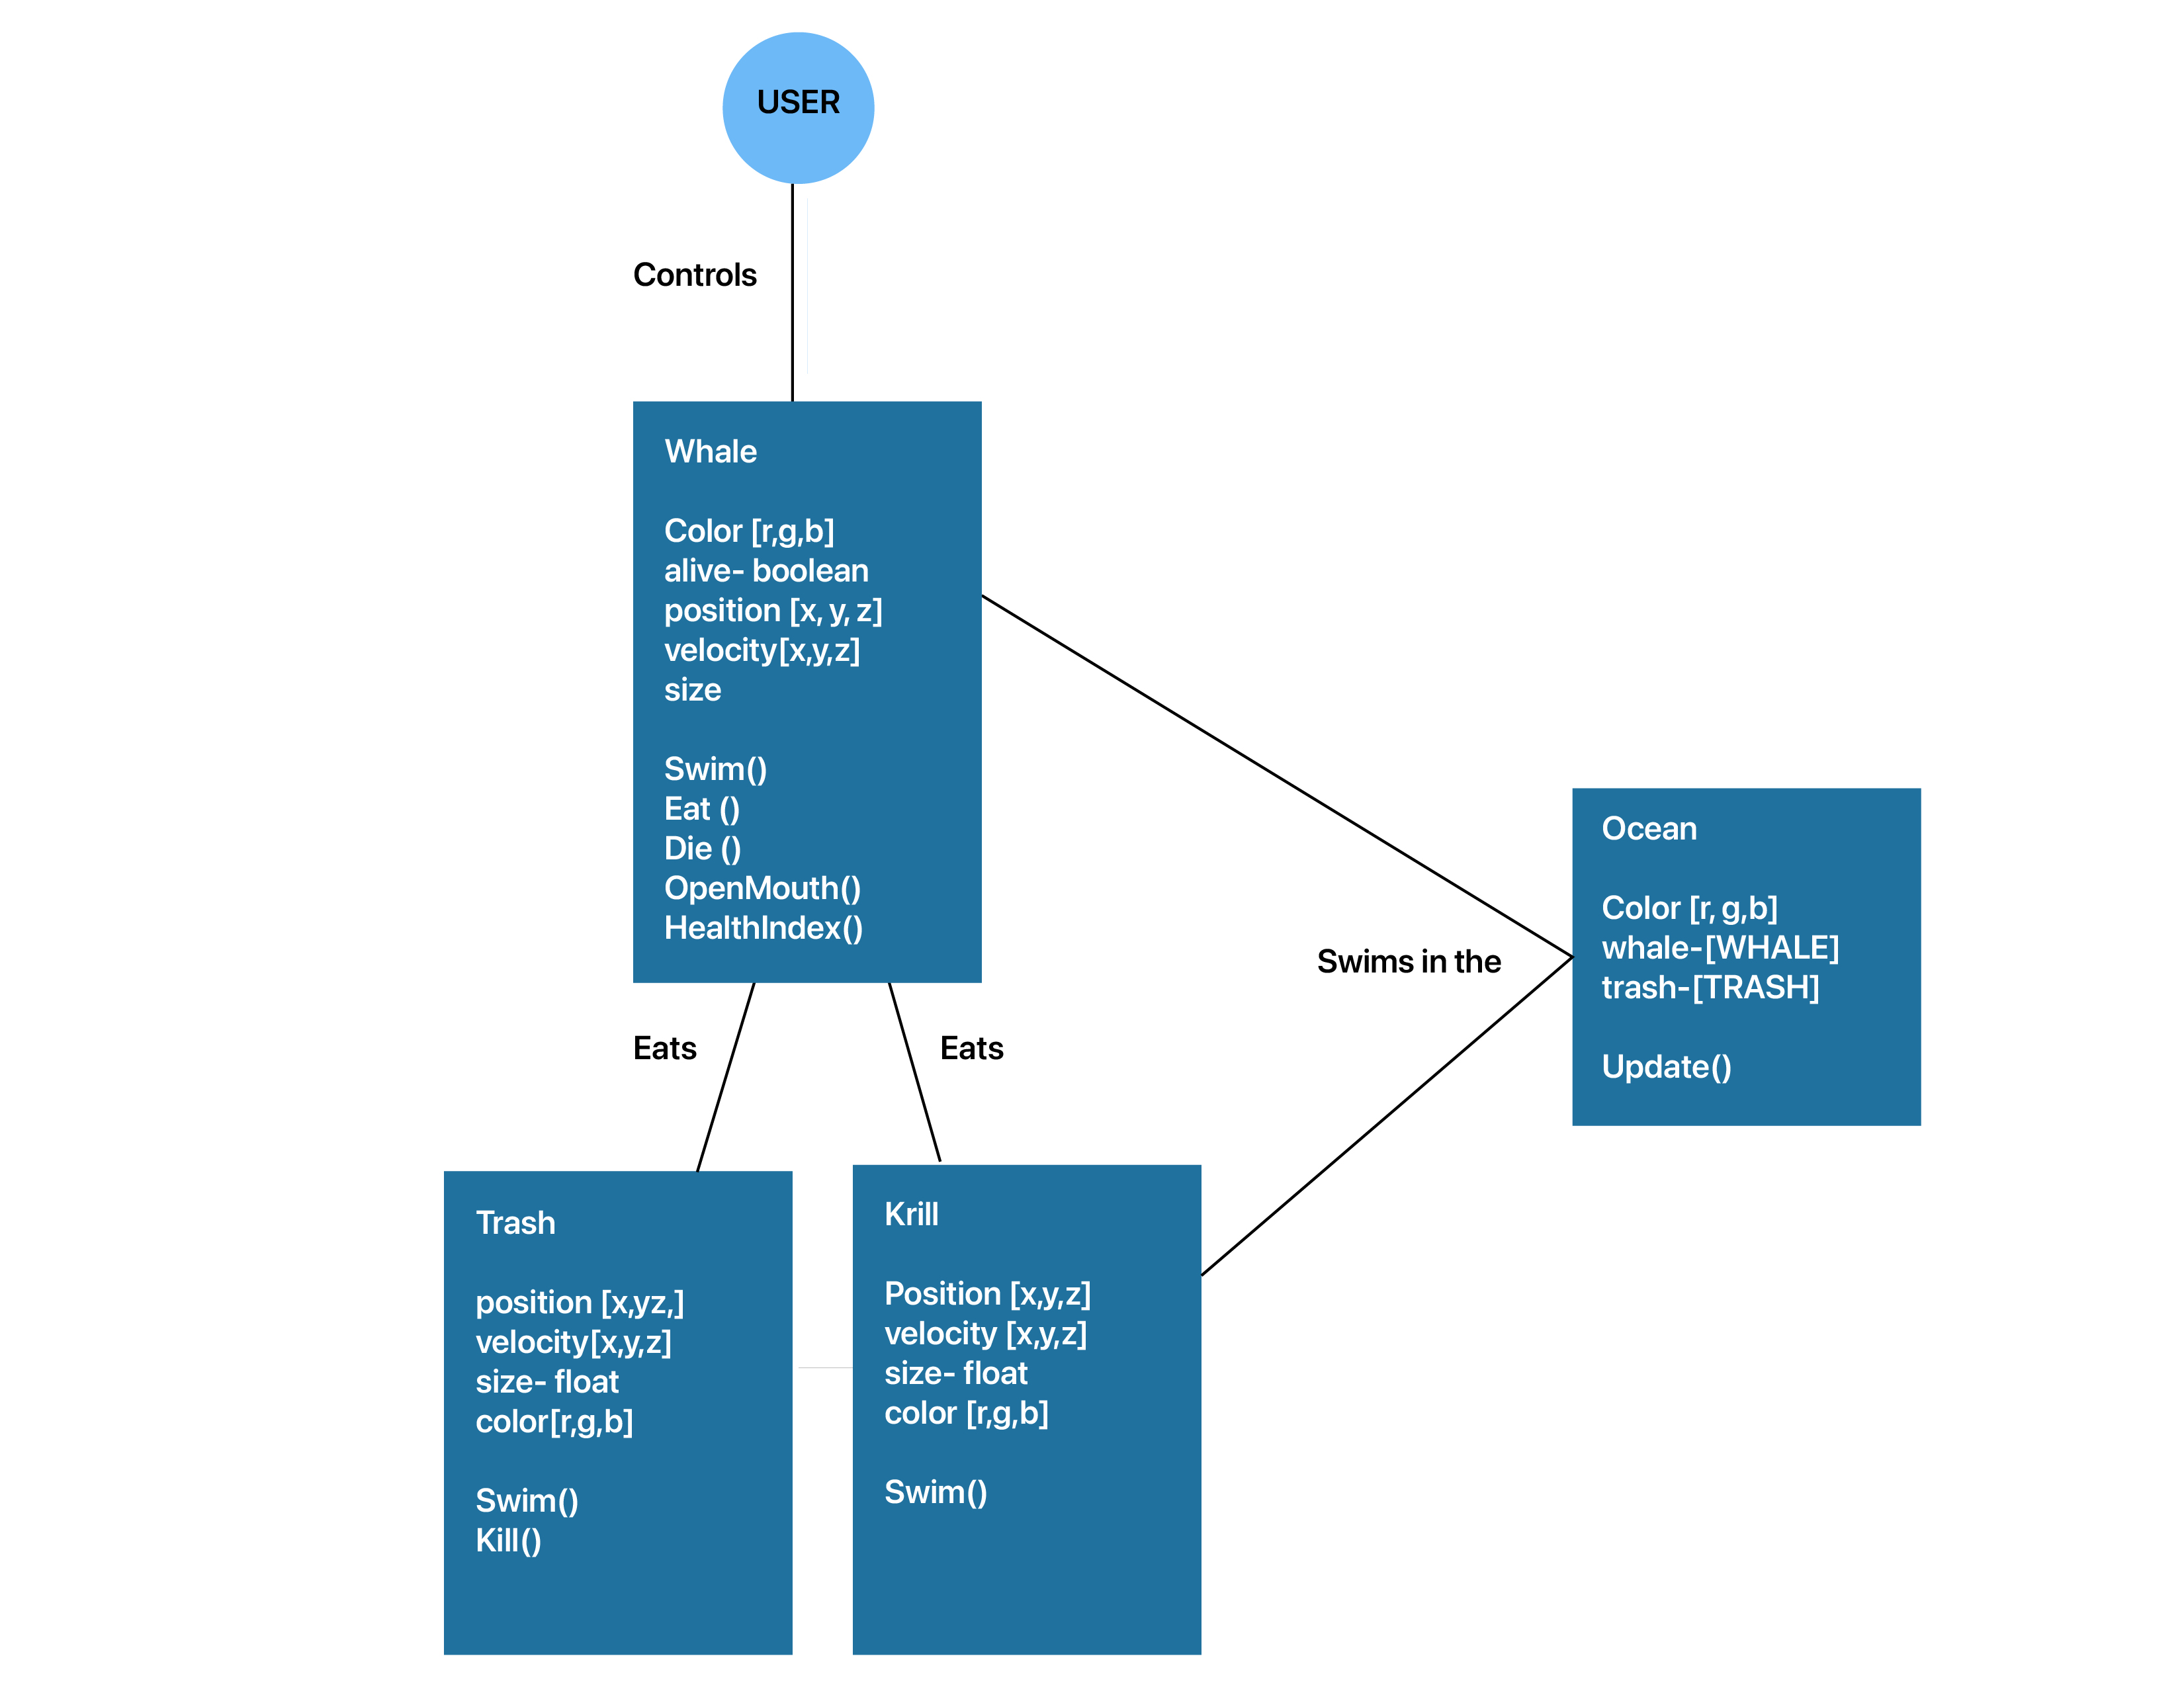 USER
Controls
Whale
Color [r,g,b]
alive- boolean
position [x, y, z]
velocity[x,y,z]
size
Swim()
Eat ()
Die ()
OpenMouth()
HealthIndex()
Swims in the
Ocean
Color [r, g,b]
whale-[WHALE]
trash-[TRASH]
Update()
Eats
Eats
Trash
position [x,yz,]
velocity[x,y,z]
size- float
color[r,g,b]
Swim()
Kill()
Krill
Position [x,y,z]
velocity [x,y,z]
size- float
color [r,g,b]
Swim()